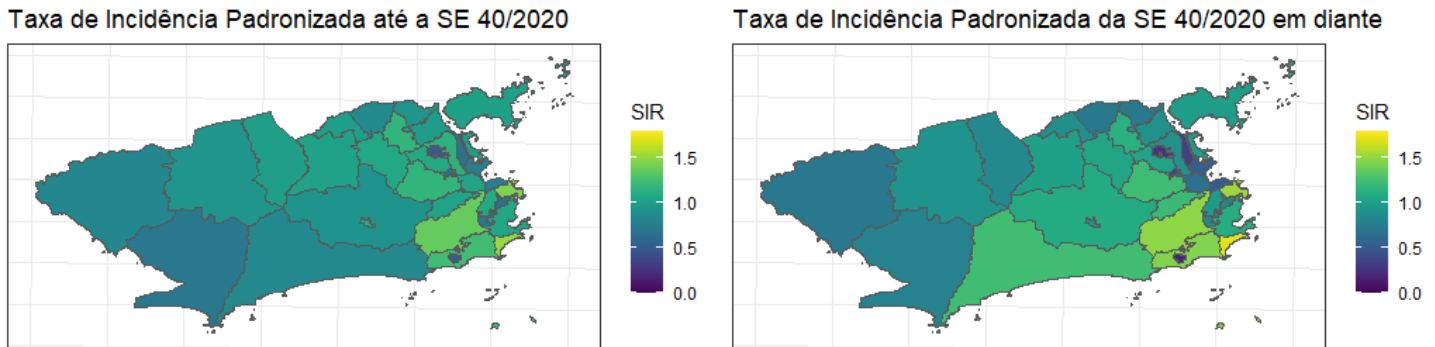 Taxa de Incidência Padronizada até a SE 40/2020
SIR
1.5
1.0
0.5
0.0
Taxa de Incidência Padronizada da SE 40/2020 em diante
SIR
1.5
1.0
0.5
0.0